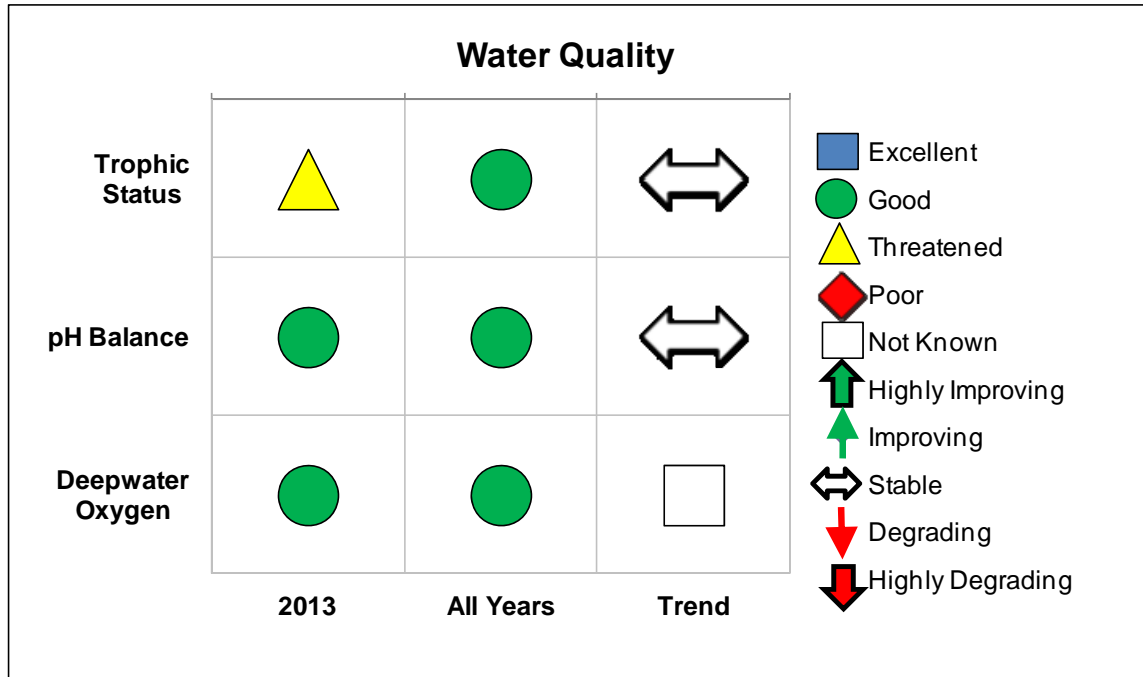 Water Quality
Trophic
Status
pH Balance
Deepwater
Oxygen
2013
All Years
Trend
Excellent
Good
Threatened
Poor
Not Known
Highly Improving
Improving
Stable
Degrading
Highly Degrading